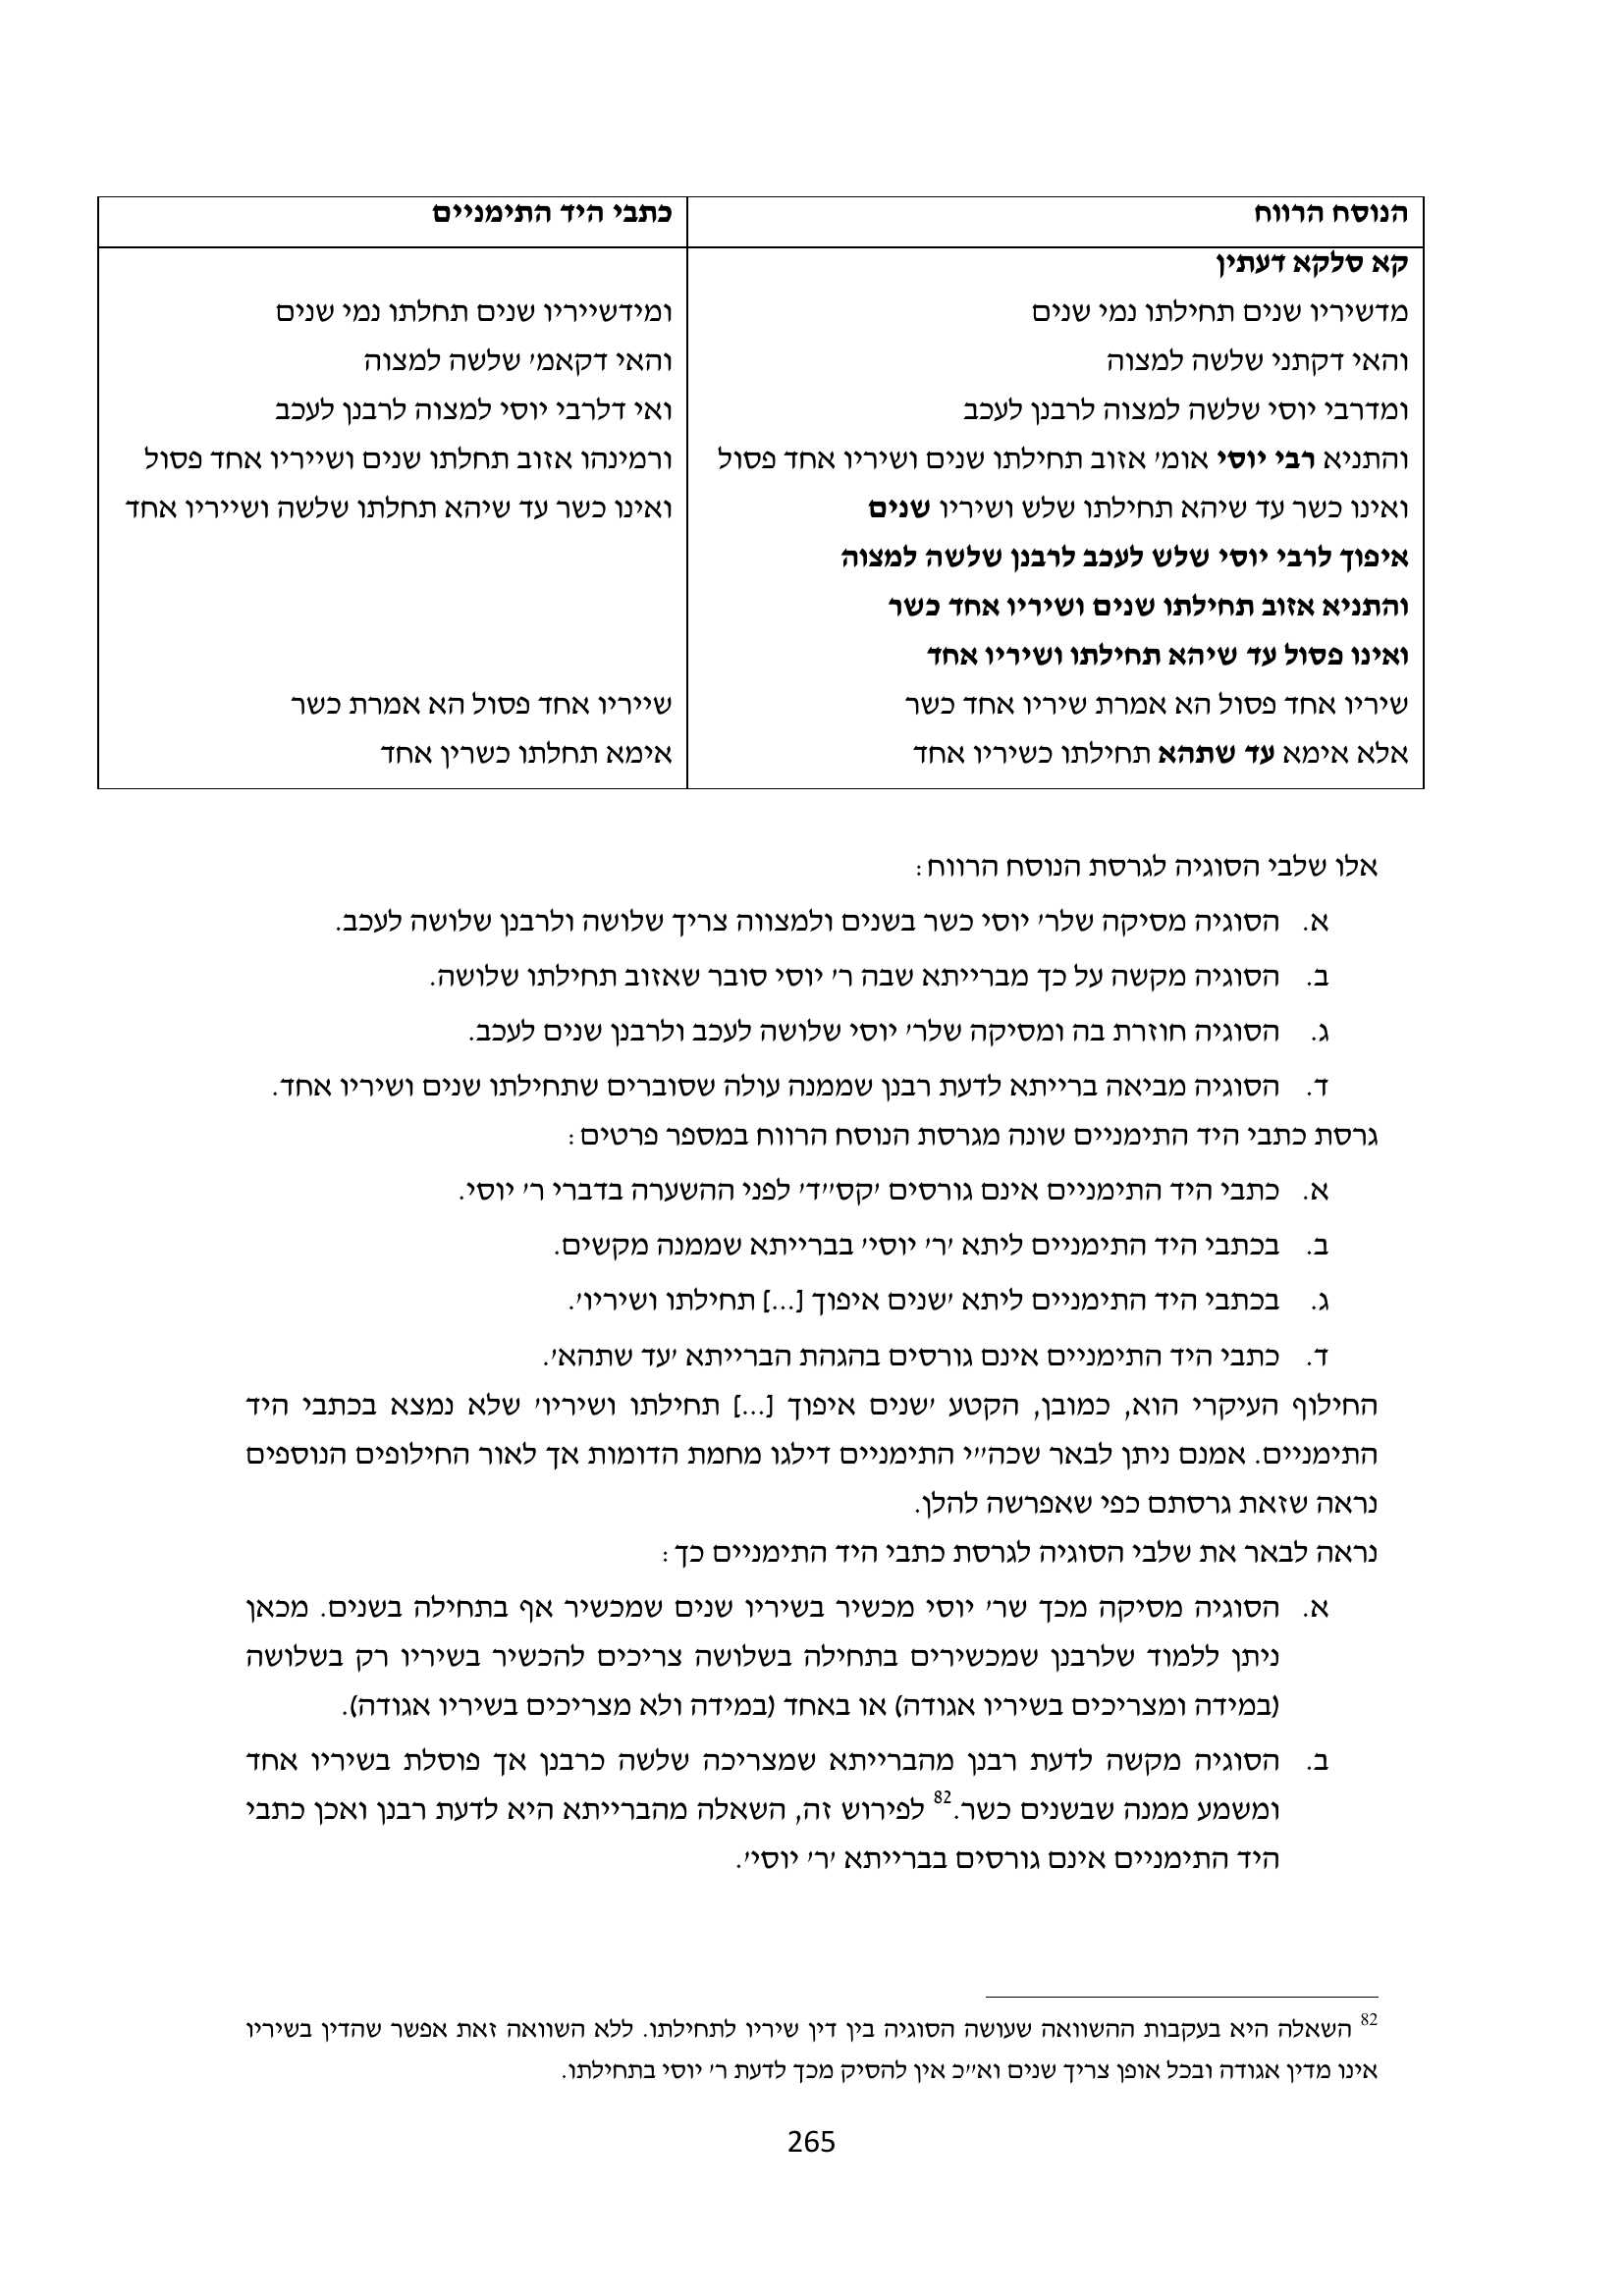 הנוסח הרווח
כתבי היד התימניים
קא סלקא דעתין
מדשיריו שנים תחילתו נמי שנים
ומידשייריו שנים תחלתו נמי שנים
והאי דקתני שלשה למצוה
והאי דקאמ׳ שלשה למצוה
ומדרבי יוסי שלשה למצוה לרבנן לעכב
ואי דלרבי יוסי למצוה לרבנן לעכב
והתניא רבי יוסי אומ׳ אזוב תחילתו שנים ושיריו אחד פסול
ורמינהו אזוב תחלתו שנים ושייריו אחד פסול
ואינו כשר עד שיהא תחילתו שלש ושיריו שנים
ואינו כשר עד שיהא תחלתו שלשה ושייריו אחד
איפוך לרבי יוסי שלש לעכב לרבנן שלשה למצוה
והתניא אזוב תחילתו שנים ושיריו אחד כשר
ואינו פסול עד שיהא תחילתו ושיריו אחד
שיריו אחד פסול הא אמרת שיריו אחד כשר
שייריו אחד פסול הא אמרת כשר
אלא אימא עד שתהא תחילתו כשיריו אחד
אימא תחלתו כשרין אחד
אלו שלבי הסוגיה לגרסת הנוסח הרווח:
א. הסוגיה מסיקה שלר׳ יוסי כשר בשנים ולמצווה צריך שלושה ולרבנן שלושה לעכב.
ב. הסוגיה מקשה על כך מברייתא שבה ר׳ יוסי סובר שאזוב תחילתו שלושה.
ג. הסוגיה חוזרת בה ומסיקה שלר׳ יוסי שלושה לעכב ולרבנן שנים לעכב.
ד. הסוגיה מביאה ברייתא לדעת רבנן שממנה עולה שסוברים שתחילתו שנים ושיריו אחד.
גרסת כתבי היד התימניים שונה מגרסת הנוסח הרווח במספר פרטים:
א. כתבי היד התימניים אינם גורסים ׳קס״ד׳ לפני ההשערה בדברי ר׳ יוסי.
ב. בכתבי היד התימניים ליתא ׳ר׳ יוסי׳ בברייתא שממנה מקשים.
ג. בכתבי היד התימניים ליתא ׳שנים איפוך [...] תחילתו ושיריו׳.
ד. כתבי היד התימניים אינם גורסים בהגהת הברייתא ׳עד שתהא׳.
החילוף העיקרי הוא, כמובן, הקטע ׳שנים איפוך [...] תחילתו ושיריו׳ שלא נמצא בכתבי היד
התימניים. אמנם ניתן לבאר שכה״י התימניים דילגו מחמת הדומות אך לאור החילופים הנוספים
נראה שזאת גרסתם כפי שאפרשה להלן.
נראה לבאר את שלבי הסוגיה לגרסת כתבי היד התימניים כך:
א. הסוגיה מסיקה מכך שר׳ יוסי מכשיר בשיריו שנים שמכשיר אף בתחילה בשנים. מכאן
ניתן ללמוד שלרבנן שמכשירים בתחילה בשלושה צריכים להכשיר בשיריו רק בשלושה
(במידה ומצריכים בשיריו אגודה) או באחד (במידה ולא מצריכים בשיריו אגודה).
ב. הסוגיה מקשה לדעת רבנן מהברייתא שמצריכה שלשה כרבנן אך פוסלת בשיריו אחד
ומשמע ממנה שבשנים כשר.82 לפירוש זה, השאלה מהברייתא היא לדעת רבנן ואכן כתבי
היד התימניים אינם גורסים בברייתא ׳ר׳ יוסי׳.
82 השאלה היא בעקבות ההשוואה שעושה הסוגיה בין דין שיריו לתחילתו. ללא השוואה זאת אפשר שהדין בשיריו
אינו מדין אגודה ובכל אופן צריך שנים וא״כ אין להסיק מכך לדעת ר׳ יוסי בתחילתו.
265